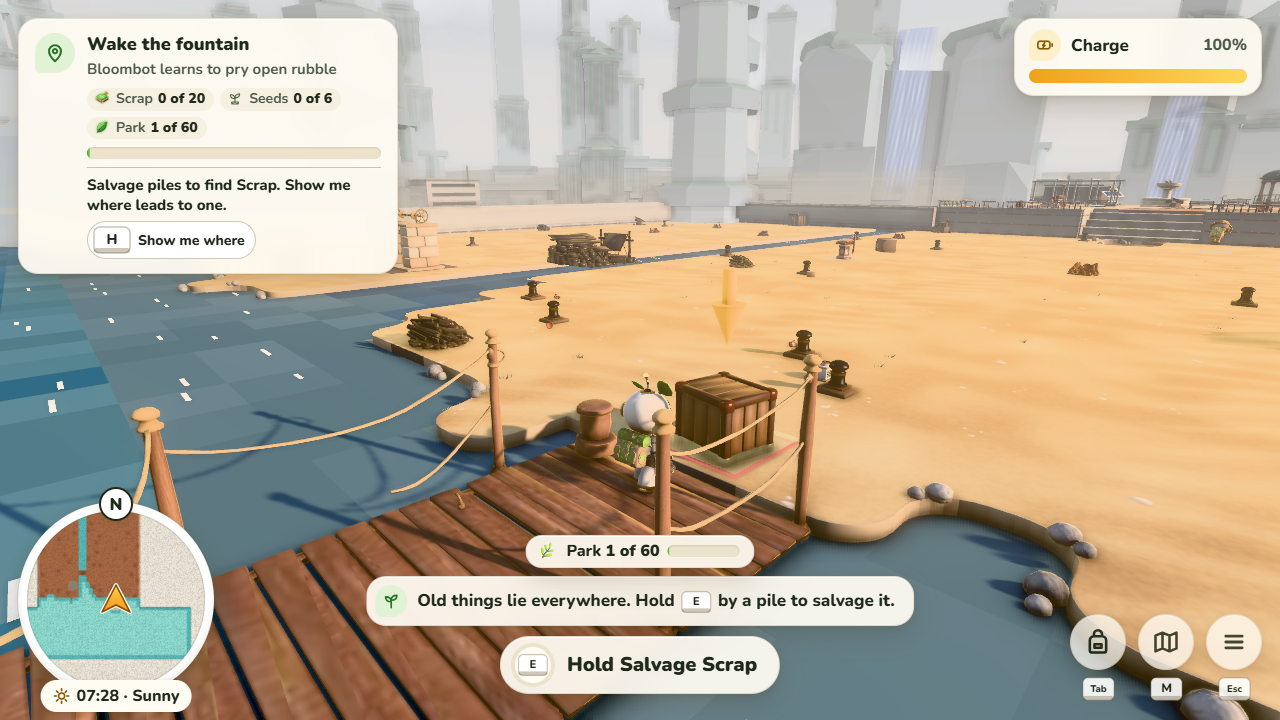 Wake the fountain
Bloombot learns to pry open rubble
Scrap 0 of 20
Seeds 0 of 6
Park 1 of 60
Salvage piles to find Scrap. Show me
where leads to one.
H Show me where
Charge 100%
N
07:28 · Sunny
Park 1 of 60
Old things lie everywhere. Hold E by a pile to salvage it.
E Hold Salvage Scrap
Tab
M
Esc